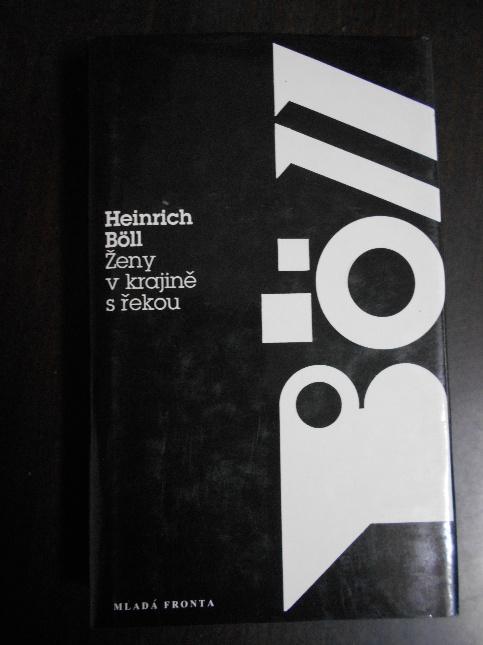 Heinrich
Böll
Ženy
v krajině
s řekou
Böll
MLADÁ FRONTA